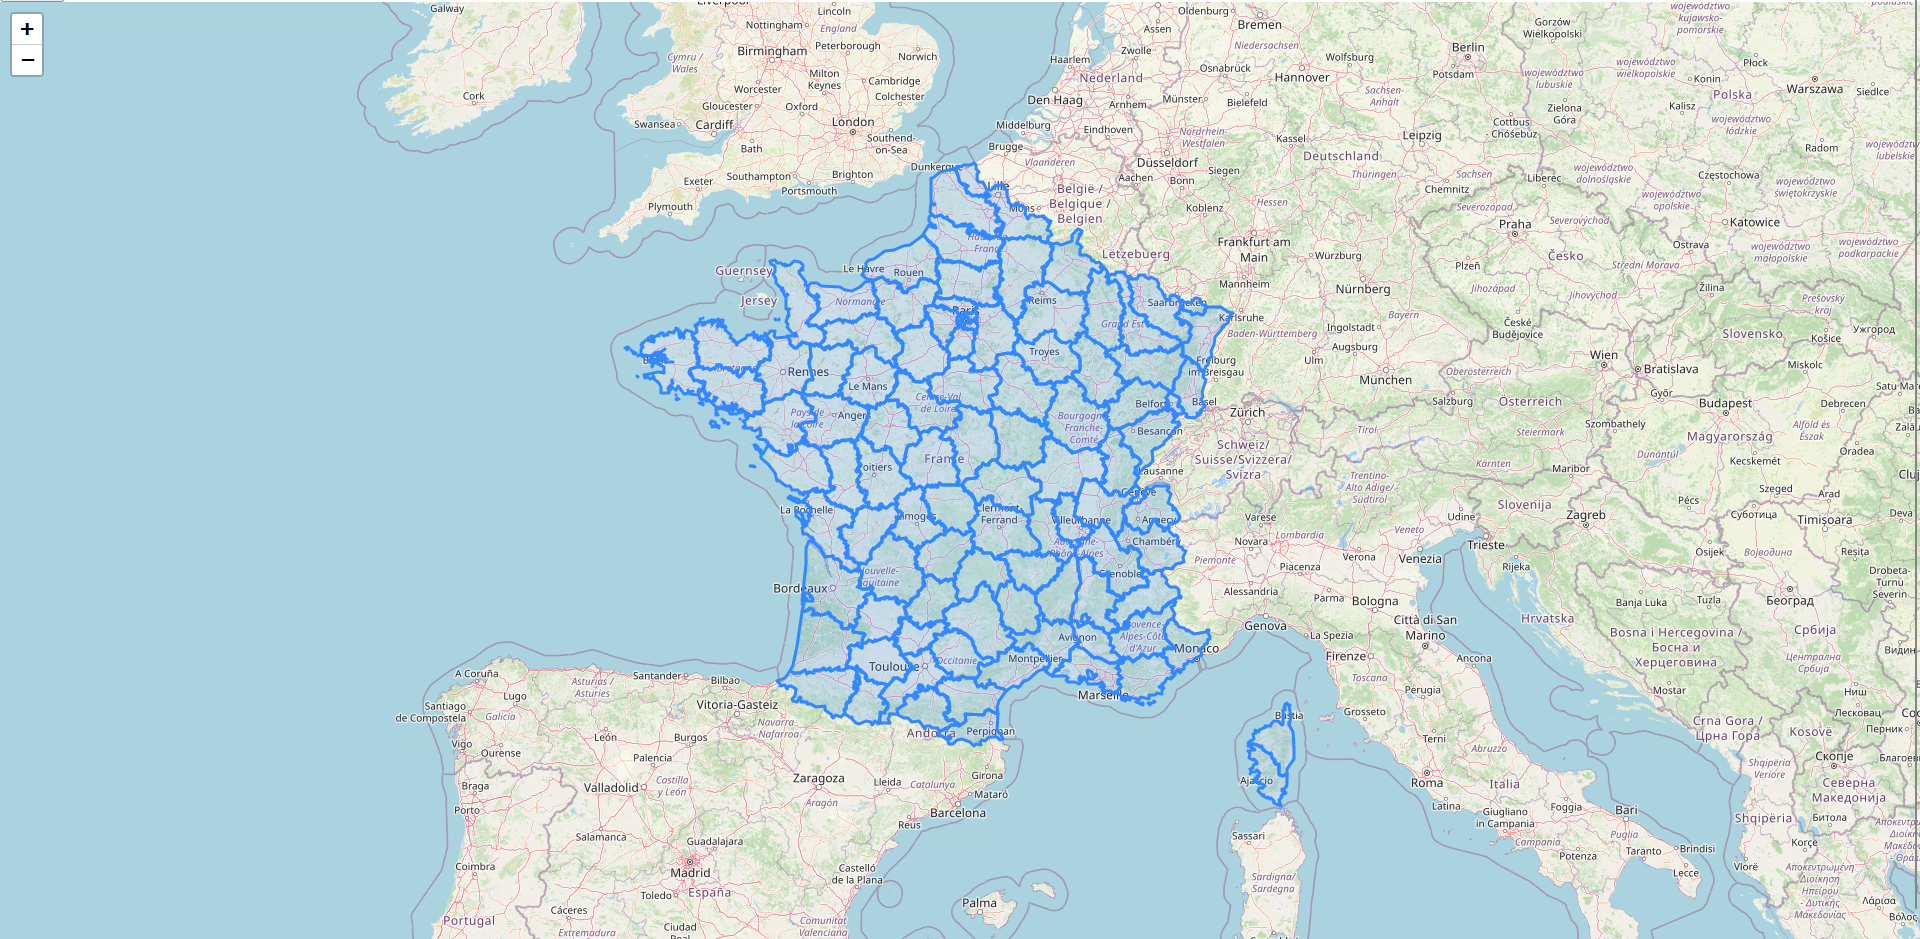 +
−
Galway
Cork
Liverpool
Lincoln
England
Nottingham
Birmingham
Peterborough
Norwich
Cymru /
Wales
Worcester
Milton
Keynes
Cambridge
Colchester
Gloucester
Oxford
Swansea
Cardiff
London
Bath
Southend-
on-Sea
Exeter
Southampton
Brighton
Portsmouth
Plymouth
Guernsey
Jersey
Oldenburg
Bremen
Assen
Niedersachsen
Haarlem
Zwolle
Nederland
Osnabrück
Hannover
Wolfsburg
Berlin
Potsdam
Den Haag
Arnhem
Münster
Bielefeld
Sachsen-
Anhalt
Middelburg
Eindhoven
Nordrhein-
Westfalen
Kassel
Leipzig
Brugge
Vlaanderen
Düsseldorf
Deutschland
Dunkerque
Lille
Aachen
Bonn
Siegen
Thüringen
Sachsen
Chemnitz
België /
Belgique /
Belgien
Mons
Koblenz
Hessen
Frankfurt am
Main
Würzburg
Lëtzebuerg
Mannheim
Nürnberg
Saarbrücken
Karlsruhe
Baden-Württemberg
Bayern
Ingolstadt
Augsburg
Ulm
Freiburg
im Breisgau
München
Gorzów
Wielkopolski
województwo
kujawsko-
pomorskie
województwo
lubuskie
województwo
wielkopolskie
Płock
Konin
Polska
Warszawa
Siedlce
Zielona
Góra
Kalisz
województwo
łódzkie
Cottbus
- Chóśebuz
Radom
województwo
lubelskie
województwo
dolnośląskie
województwo
opolskie
Częstochowa
województwo
świętokrzyskie
Liberec
Severozápad
Severovýchod
Katowice
Praha
Ostrava
województwo
małopolskie
województwo
podkarpackie
Plzeň
Česko
Střední Morava
Jihozápad
Jihovýchod
Žilina
Prešovský
kraj
České
Budějovice
Slovensko
Košice
Ужгород
Wien
Bratislava
Miskolc
Oberösterreich
Satu Mare
Salzburg
Österreich
Győr
Budapest
Debrecen
Szombathely
Tirol
Steiermark
Magyarország
Alföld és
Észak
Dunántúl
Kecskemét
Oradea
Kärnten
Maribor
Szeged
Pécs
Arad
Slovenija
Суботица
Timișoara
Deva
Zagreb
Udine
Trieste
Rijeka
Osijek
Војводина
Reșița
Drobeta-
Turnu
Severin
Banja Luka
Tuzla
Београд
Hrvatska
Bosna i Hercegovina /
Босна и
Херцеговина
Србија
Централна
Србија
Mostar
Ниш
Лесковац
Црна Гора /
Crna Gora
Kosovë
Перник
Скопје
Shqipëria
Veriore
Северна
Македонија
Shqipëria
Битола
Korçë
Vlorë
Le Havre
Rouen
Normandie
Hauts-de-
France
Reims
Paris
Grand Est
Troyes
Brest
Bretagne
Rennes
Le Mans
Centre-Val
de Loire
Belfort
Basel
Zürich
Pays de
la Loire
Angers
Bourgogne-
Franche-
Comté
Besançon
Schweiz/
Suisse/Svizzera/
Svizra
Poitiers
France
Lausanne
Genève
La Rochelle
Limoges
Clermont-
Ferrand
Villeurbanne
Annecy
Auvergne-
Rhône-Alpes
Chambéry
Grenoble
Bordeaux
Nouvelle-
Aquitaine
Avignon
Provence-
Alpes-Côte
d'Azur
Monaco
Toulouse
Occitanie
Montpellier
Marseille
Andorra
Perpignan
Bastia
Ajaccio
Trentino-
Alto Adige/
Südtirol
Varese
Novara
Lombardia
Veneto
Verona
Venezia
Piemonte
Piacenza
Alessandria
Parma
Bologna
Genova
La Spezia
Città di San
Marino
Firenze
Ancona
Toscana
Perugia
Grosseto
Terni
Abruzzo
Roma
Italia
Latina
Foggia
Bari
Giugliano
in Campania
Campania
Puglia
Potenza
Taranto
Brindisi
Lecce
Sassari
Sardigna/
Sardegna
A Coruña
Asturias /
Asturies
Santander
Bilbao
Lugo
Santiago
de Compostela
Galicia
Vitoria-Gasteiz
Navarra -
Nafarroa
León
Burgos
Vigo
Ourense
Palencia
Zaragoza
Lleida
Catalunya
Girona
Mataró
Braga
Valladolid
Castilla
y León
Aragón
Barcelona
Porto
Reus
Salamanca
Guadalajara
Madrid
Castelló
de la Plana
Coimbra
Toledo
España
Palma
Cáceres
Portugal
Extremadura
Ciudad
Real
Comunitat
Valenciana